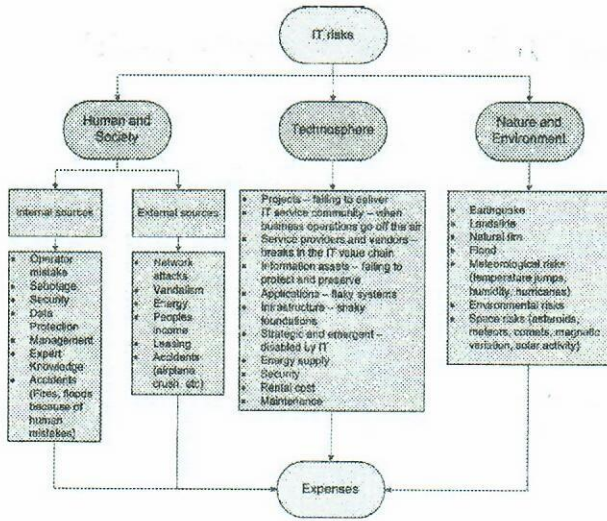 IT risks
Human and
Society
Technosphere
Nature and
Environment
Internal sources
External sources
Operator
mistake
Sabotage
Security
Data
Protection
Management
Expert
Knowledge
Accidents
(Fires, floods
because of
human
mistakes)
Network
attacks
Vandalism
Energy
Peoples
income
Leasing
Accidents
(airplane
crush, etc)
Projects – failing to deliver
IT service community – when
business operations go off the air
Service providers and vendors –
breaks in the IT value chain
Information assets – failing to
protect and preserve
Applications – flaky systems
Infrastructure – shaky
foundations
Strategic and emergent –
disabled by IT
Energy supply
Security
Rental cost
Maintenance
Earthquake
Landslide
Natural
Flood
Meteorological risks
(temperature jumps,
humidity, hurricanes)
Environmental risks
Space risks (asteroids,
meteors, comets, magnetic
variation, solar activity)
Expenses